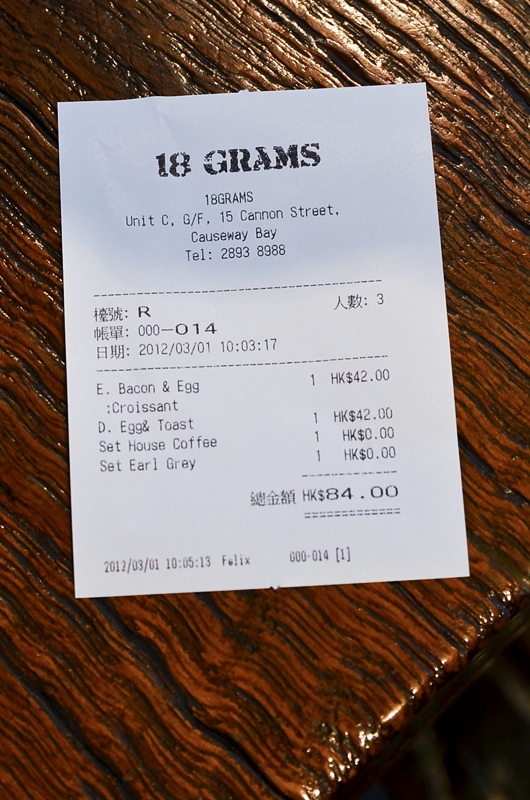 18 GRAMS
18GRAMS
Unit C, G/F, 15 Cannon Street,
Causeway Bay
Tel: 2893 8988
檯號: R 人數: 3
帳單: 000-014
日期: 2012/03/01 10:03:17
E. Bacon & Egg 1 HK$42.00
:Croissant
D. Egg& Toast 1 HK$42.00
Set House Coffee 1 HK$0.00
Set Earl Grey 1 HK$0.00
總金額 HK$84.00
2012/03/01 10:05:13 Felix 000-014 [1]